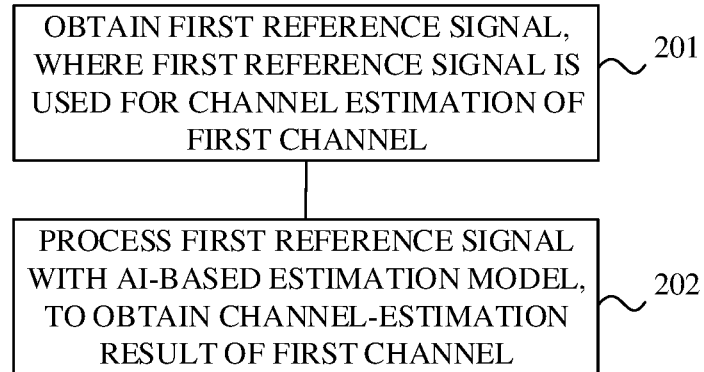 OBTAIN FIRST REFERENCE SIGNAL,
WHERE FIRST REFERENCE SIGNAL IS
USED FOR CHANNEL ESTIMATION OF
FIRST CHANNEL
201
PROCESS FIRST REFERENCE SIGNAL
WITH AI-BASED ESTIMATION MODEL,
TO OBTAIN CHANNEL-ESTIMATION
RESULT OF FIRST CHANNEL
202